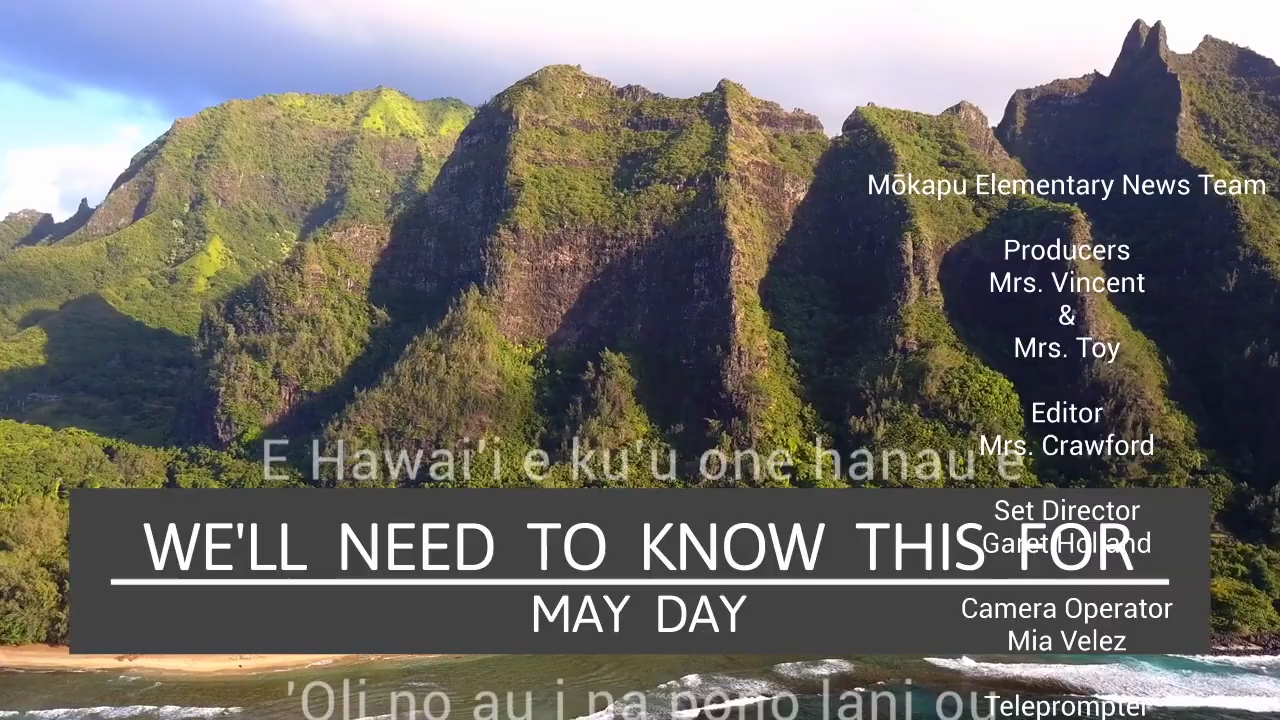 Mōkapu Elementary News Team
Producers
Mrs. Vincent
&
Mrs. Toy
Editor
Mrs. Crawford
E Hawai'i e ku'u one hanau e
Set Director
Garet Holland
WE'LL NEED TO KNOW THIS FOR
MAY DAY
Camera Operator
Mia Velez
'Oli no au i na pono lani ou
Teleprompter